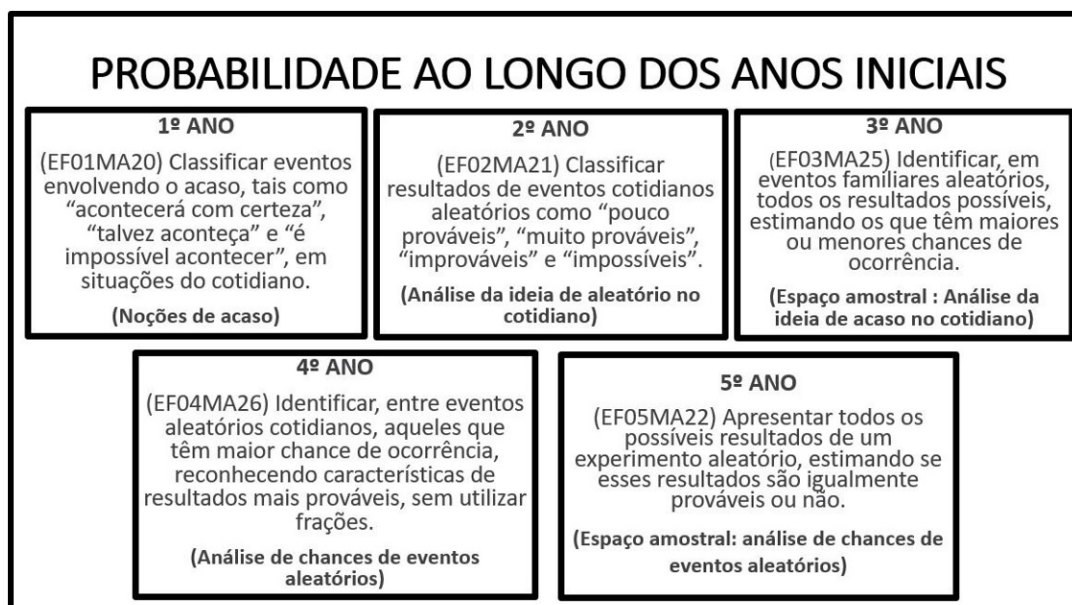 PROBABILIDADE AO LONGO DOS ANOS INICIAIS
1º ANO
(EF01MA20) Classificar eventos
envolvendo o acaso, tais como
“acontecerá com certeza”,
“talvez aconteça” e “é
impossível acontecer”, em
situações do cotidiano.
(Noções de acaso)
2º ANO
(EF02MA21) Classificar
resultados de eventos cotidianos
aleatórios como “pouco
prováveis”, “muito prováveis”,
“improváveis” e “impossíveis”.
(Análise da ideia de aleatório no
cotidiano)
3º ANO
(EF03MA25) Identificar, em
eventos familiares aleatórios,
todos os resultados possíveis,
estimando os que têm maiores
ou menores chances de
ocorrência.
(Espaço amostral : Análise da
ideia de acaso no cotidiano)
4º ANO
(EF04MA26) Identificar, entre eventos
aleatórios cotidianos, aqueles que
têm maior chance de ocorrência,
reconhecendo características de
resultados mais prováveis, sem utilizar
frações.
(Análise de chances de eventos
aleatórios)
5º ANO
(EF05MA22) Apresentar todos os
possíveis resultados de um
experimento aleatório, estimando se
esses resultados são igualmente
prováveis ou não.
(Espaço amostral: análise de chances de
eventos aleatórios)